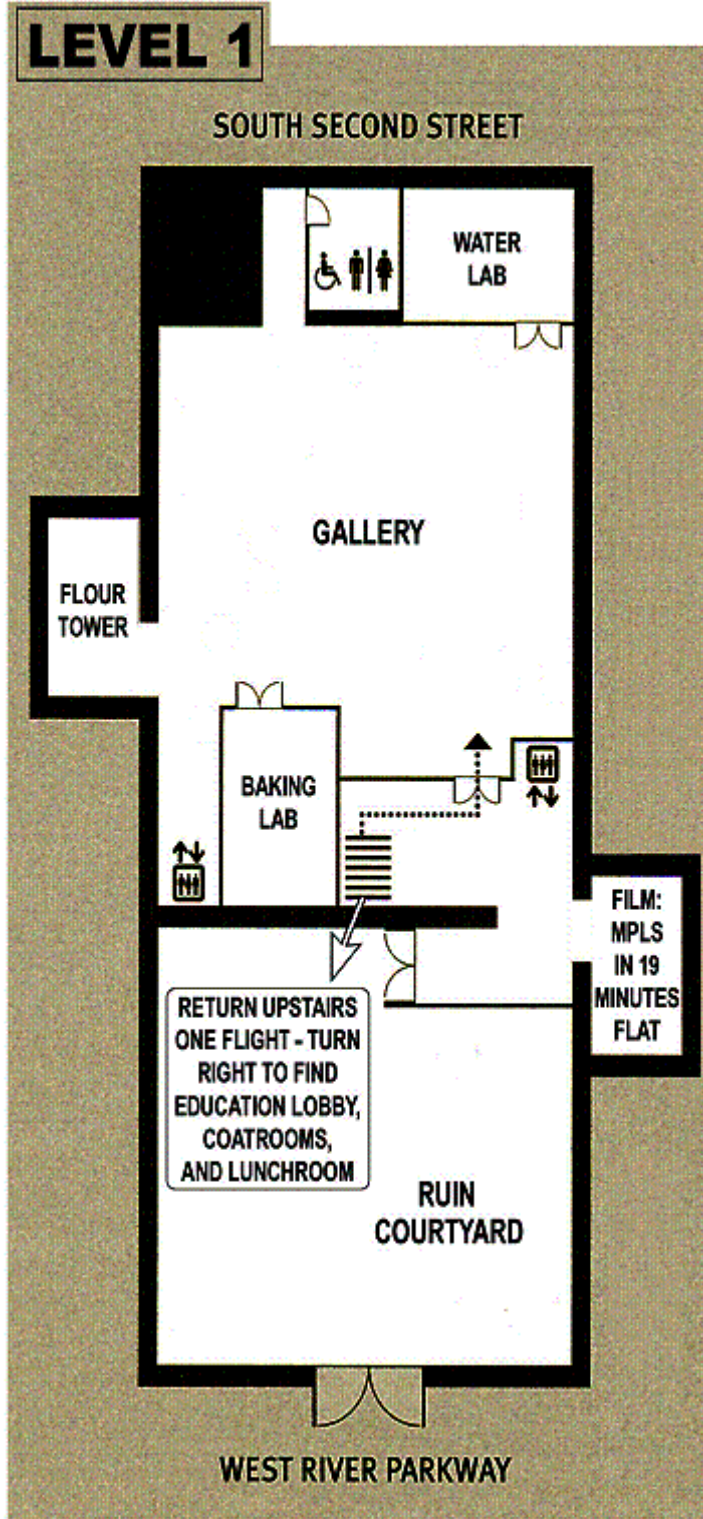 LEVEL 1
SOUTH SECOND STREET
WATER
LAB
GALLERY
FLOUR
TOWER
BAKING
LAB
FILM:
MPLS
IN 19
MINUTES
FLAT
RETURN UPSTAIRS
ONE FLIGHT - TURN
RIGHT TO FIND
EDUCATION LOBBY,
COATROOMS,
AND LUNCHROOM
RUIN
COURTYARD
WEST RIVER PARKWAY